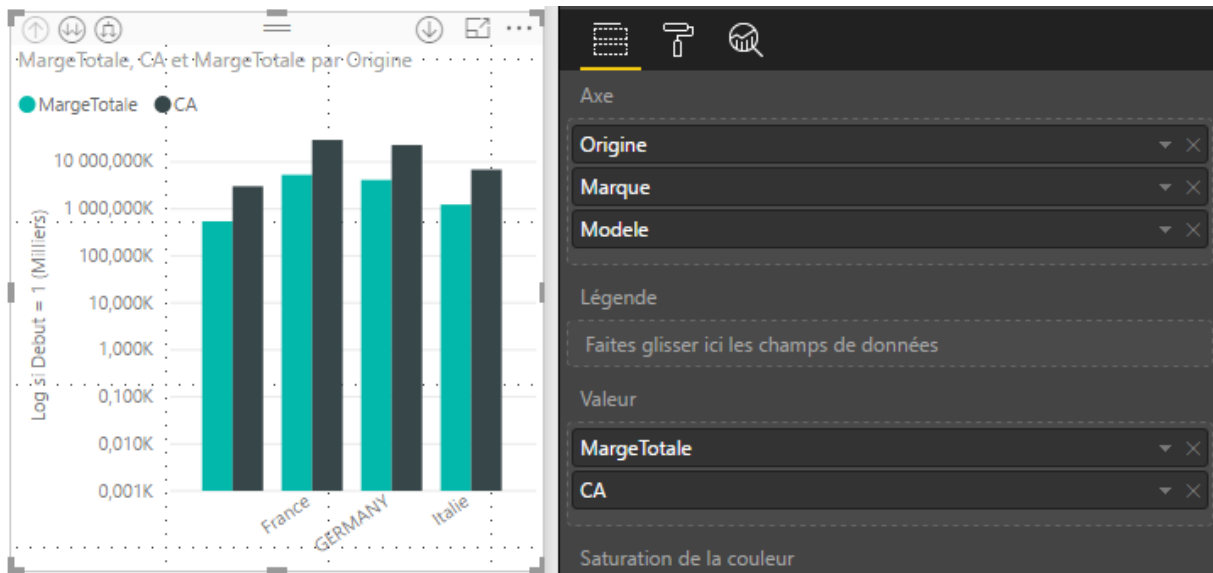 MargeTotale, CA et MargeTotale par Origine
MargeTotale CA
Log si Debut = 1 (Milliers)
10 000,000K
1 000,000K
100,000K
10,000K
1,000K
0,100K
0,010K
0,001K
France
GERMANY
Italie
Axe
Origine
Marque
Modele
Légende
Faites glisser ici les champs de données
Valeur
MargeTotale
CA
Saturation de la couleur